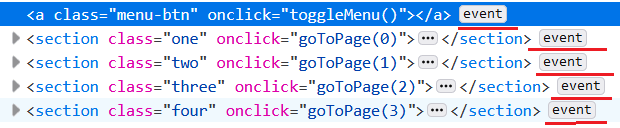 <a class="menu-btn" onclick="toggleMenu()"></a> event
<section class="one" onclick="goToPage(0)">⋯</section> event
<section class="two" onclick="goToPage(1)">⋯</section> event
<section class="three" onclick="goToPage(2)">⋯</section> event
<section class="four" onclick="goToPage(3)">⋯</section> event